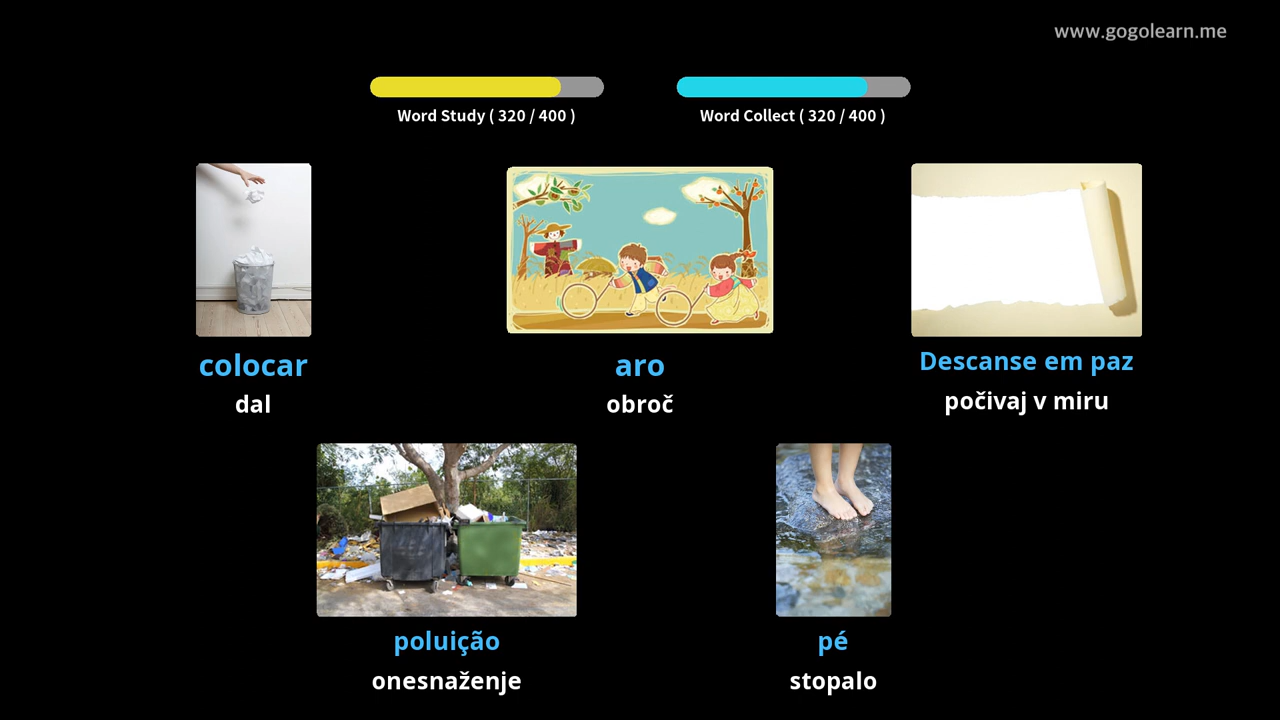 www.gogolearn.me
Word Study ( 320 / 400 )
Word Collect ( 320 / 400 )
colocar
dal
aro
obroč
Descanse em paz
počivaj v miru
poluição
onesnaženje
pé
stopalo